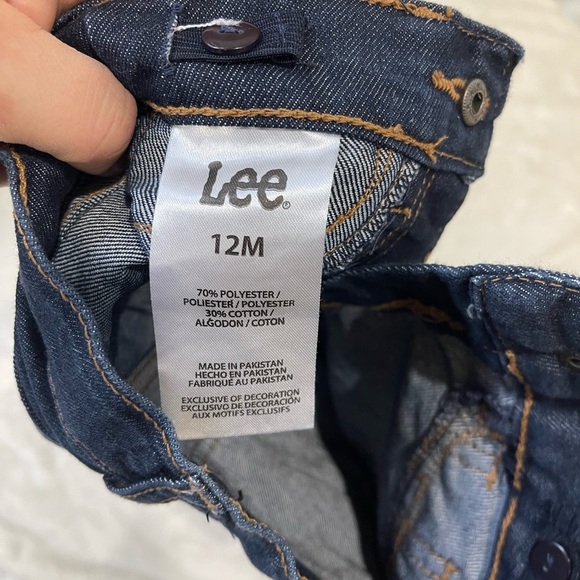 Lee®
12M
70% POLYESTER /
POLIESTER / POLYESTER
30% COTTON /
ALGODON / COTON
MADE IN PAKISTAN
HECHO EN PAKISTAN
FABRIQUÉ AU PAKISTAN
EXCLUSIVE OF DECORATION
EXCLUSIVO DE DECORACIÓN
AUX MOTIFS EXCLUSIFS